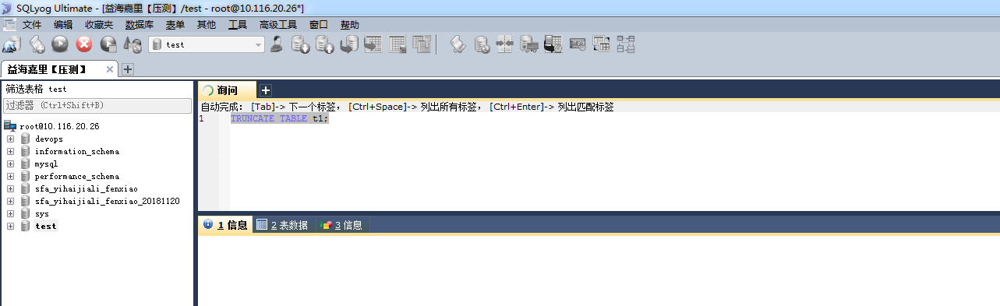 SQLyog Ultimate - [益海嘉里【压测】/test - root@10.116.20.26*]
文件 编辑 收藏夹 数据库 表单 其他 工具 高级工具 窗口 帮助
test
益海嘉里【压测】
筛选表格 test
过滤器 (Ctrl+Shift+B)
root@10.116.20.26
devops
information_schema
mysql
performance_schema
sfa_yihaijiali_fenxiao
sfa_yihaijiali_fenxiao_20181120
sys
test
询问
自动完成: [Tab]-> 下一个标签, [Ctrl+Space]-> 列出所有标签, [Ctrl+Enter]-> 列出匹配标签
1 TRUNCATE TABLE t1;
1 信息 2 表数据 3 信息